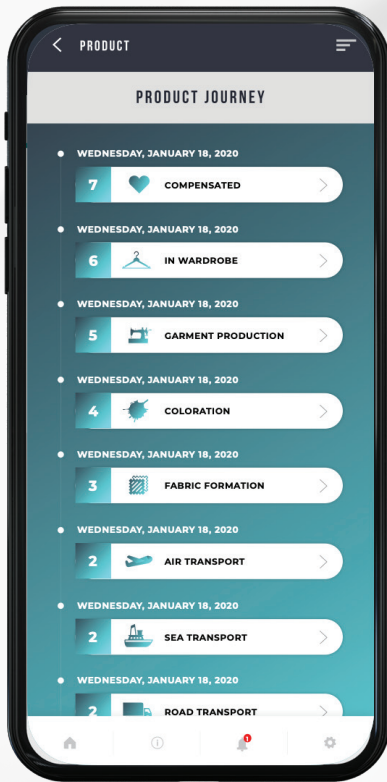 PRODUCT
PRODUCT JOURNEY
WEDNESDAY, JANUARY 18, 2020
7 COMPENSATED
WEDNESDAY, JANUARY 18, 2020
6 IN WARDROBE
WEDNESDAY, JANUARY 18, 2020
5 GARMENT PRODUCTION
WEDNESDAY, JANUARY 18, 2020
4 COLORATION
WEDNESDAY, JANUARY 18, 2020
3 FABRIC FORMATION
WEDNESDAY, JANUARY 18, 2020
2 AIR TRANSPORT
WEDNESDAY, JANUARY 18, 2020
2 SEA TRANSPORT
WEDNESDAY, JANUARY 18, 2020
2 ROAD TRANSPORT
1